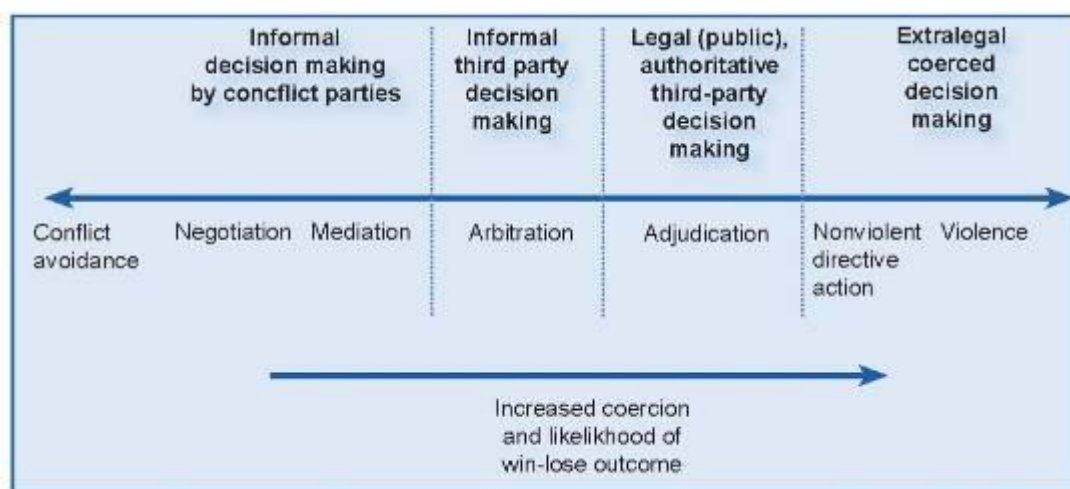 Informal
decision making
by concflict parties
Informal
third party
decision
making
Legal (public),
authoritative
third-party
decision
making
Extralegal
coerced
decision
making
Conflict
avoidance
Negotiation
Mediation
Arbitration
Adjudication
Nonviolent
directive
action
Violence
Increased coercion
and likelikhood of
win-lose outcome